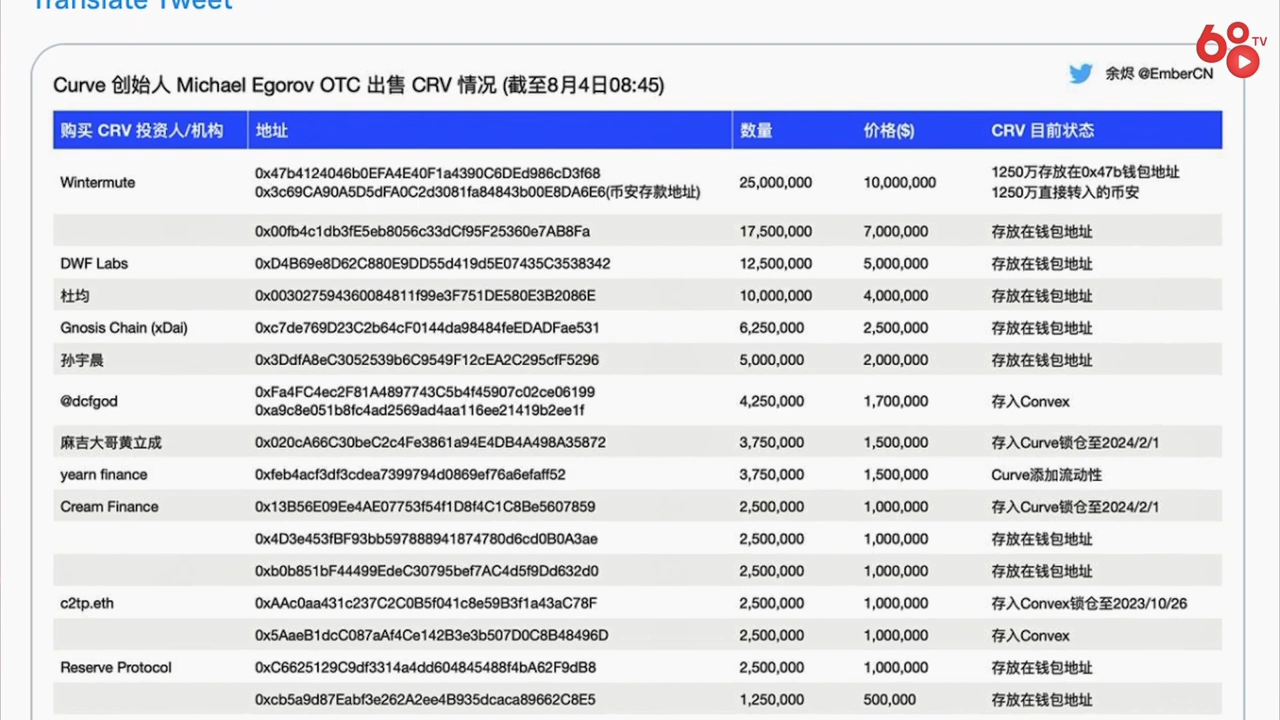 Translate Tweet
68 TV
余烬 @EmberCN
Curve 创始人 Michael Egorov OTC 出售 CRV 情况 (截至8月4日08:45)
购买 CRV 投资人/机构 地址 数量 价格($) CRV 目前状态
Wintermute 0x47b4124046b0EFA4E40F1a4390C6DEd986cD3f68 25,000,000 10,000,000 1250万存放在0x47b钱包地址
0x3c69CA90A5D5dFA0C2d3081fa84843b00E8DA6E6(币安存款地址) 1250万直接转入的币安
0x00fb4c1db3fE5eb8056c33dCf95F25360e7AB8Fa 17,500,000 7,000,000 存放在钱包地址
DWF Labs 0xD4B69e8D62C880E9DD55d419d5E07435C3538342 12,500,000 5,000,000 存放在钱包地址
杜均 0x003027594360084811f99e3F751DE580E3B2086E 10,000,000 4,000,000 存放在钱包地址
Gnosis Chain (xDai) 0xc7de769D23C2b64cF0144da98484feEDADFae531 6,250,000 2,500,000 存放在钱包地址
孙宇晨 0x3DdfA8eC3052539b6C9549F12cEA2C295cfF5296 5,000,000 2,000,000 存放在钱包地址
@dcfgod 0xFa4FC4ec2F81A4897743C5b4f45907c02ce06199 4,250,000 1,700,000 存入Convex
0xa9c8e051b8fc4ad2569ad4aa116ee21419b2ee1f
麻吉大哥黄立成 0x020cA66C30beC2c4Fe3861a94E4DB4A498A35872 3,750,000 1,500,000 存入Curve锁仓至2024/2/1
yearn finance 0xfeb4acf3df3cdea7399794d0869ef76a6efaff52 3,750,000 1,500,000 Curve添加流动性
Cream Finance 0x13B56E09Ee4AE07753f54f1D8f4C1C8Be5607859 2,500,000 1,000,000 存入Curve锁仓至2024/2/1
0x4D3e453fBF93bb597888941874780d6cd0B0A3ae 2,500,000 1,000,000 存放在钱包地址
0xb0b851bF44499EdeC30795bef7AC4d5f9Dd632d0 2,500,000 1,000,000 存放在钱包地址
c2tp.eth 0xAAc0aa431c237C2C0B5f041c8e59B3f1a43aC78F 2,500,000 1,000,000 存入Convex锁仓至2023/10/26
0x5AaeB1dcC087aAf4Ce142B3e3b507D0C8B48496D 2,500,000 1,000,000 存入Convex
Reserve Protocol 0xC6625129C9df3314a4dd604845488f4bA62F9dB8 2,500,000 1,000,000 存放在钱包地址
0xcb5a9d87Eabf3e262A2ee4B935dcaca89662C8E5 1,250,000 500,000 存放在钱包地址